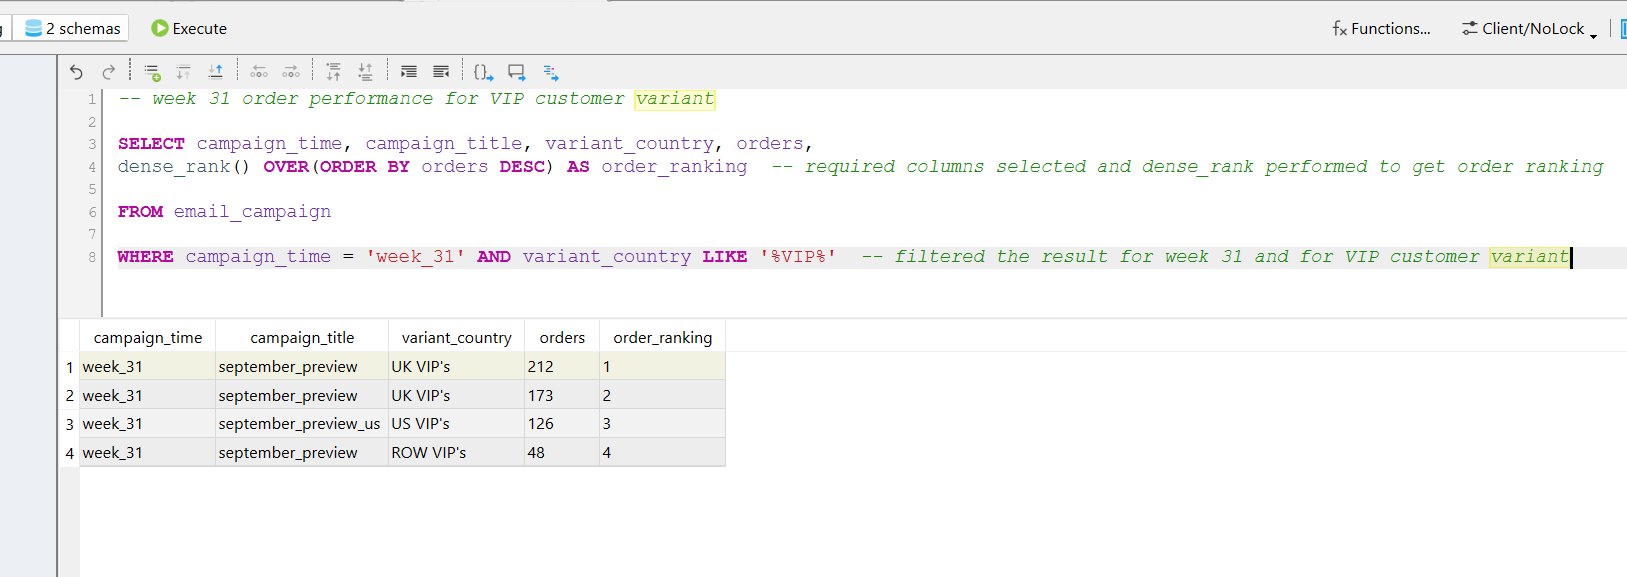 2 schemas Execute Functions... Client/NoLock
1 -- week 31 order performance for VIP customer variant
2
3 SELECT campaign_time, campaign_title, variant_country, orders,
4 dense_rank() OVER(ORDER BY orders DESC) AS order_ranking -- required columns selected and dense_rank performed to get order ranking
5
6 FROM email_campaign
7
8 WHERE campaign_time = 'week_31' AND variant_country LIKE '%VIP%' -- filtered the result for week 31 and for VIP customer variant
campaign_time campaign_title variant_country orders order_ranking
1 week_31 september_preview UK VIP's 212 1
2 week_31 september_preview UK VIP's 173 2
3 week_31 september_preview_us US VIP's 126 3
4 week_31 september_preview ROW VIP's 48 4